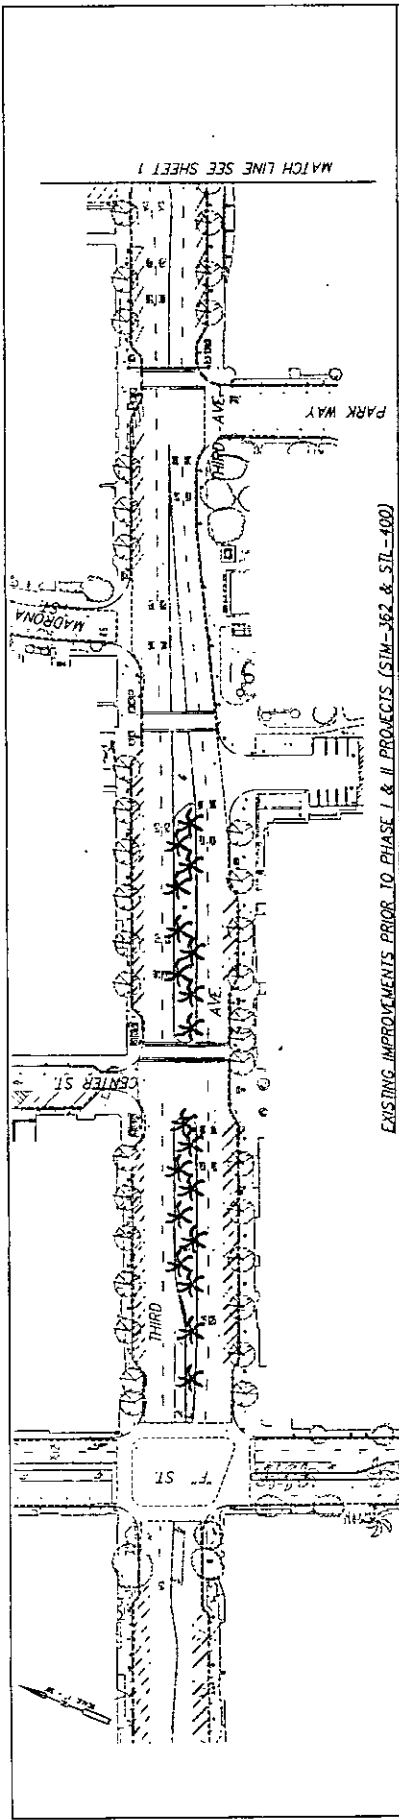 MATCH LINE SEE SHEET 1
PARK WAY
THIRD AVE.
MADRONA
ST.
EXISTING IMPROVEMENTS PRIOR TO PHASE I & II PROJECTS (STM-362 & STL-400)
CENTER ST.
AVE.
THIRD
"F" ST.